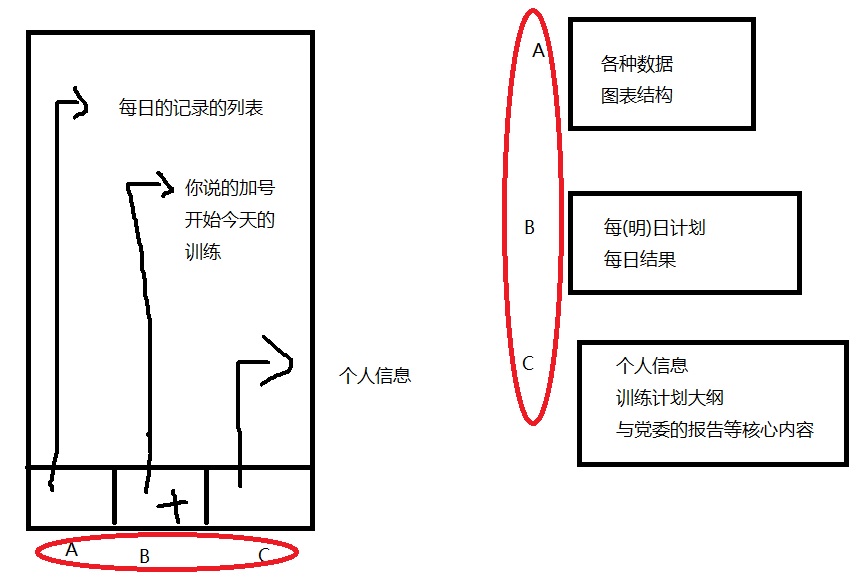 每日的记录的列表
你说的加号
开始今天的
训练
个人信息
+
A
B
C
A
各种数据
图表结构
B
每(明)日计划
每日结果
C
个人信息
训练计划大纲
与党委的报告等核心内容